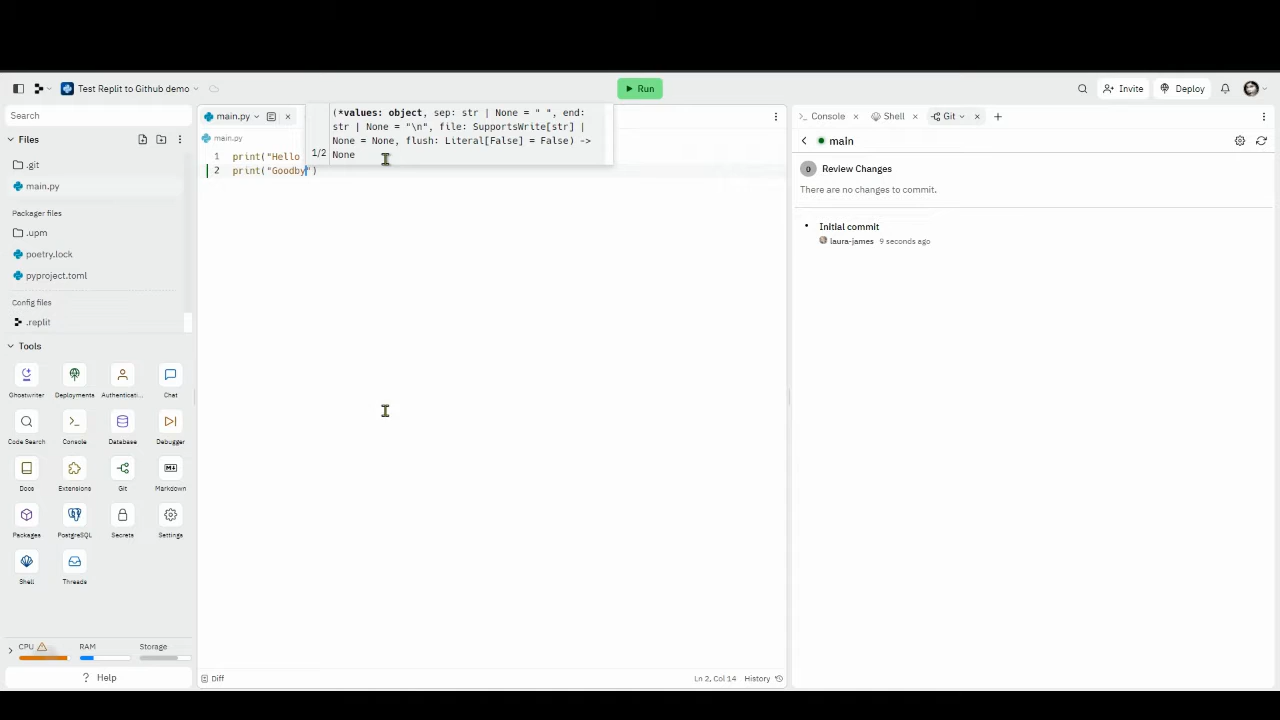 Test Replit to Github demo
Run
Invite
Deploy
Search
Files
.git
main.py
Packager files
.upm
poetry.lock
pyproject.toml
Config files
.replit
Tools
Ghostwriter
Deployments
Authenticati...
Chat
Code Search
Console
Database
Debugger
Docs
Extensions
Git
Markdown
Packages
PostgreSQL
Secrets
Settings
Shell
Threads
CPU
RAM
Storage
Help
main.py
main.py
(*values: object, sep: str | None = " ", end:
str | None = "\n", file: SupportsWrite[str] |
None = None, flush: Literal[False] = False) ->
1/2 None
1 print("Hello
2 print("Goodby")
Diff
Ln 2, Col 14
History
Console
Shell
Git
main
0 Review Changes
There are no changes to commit.
Initial commit
laura-james 9 seconds ago